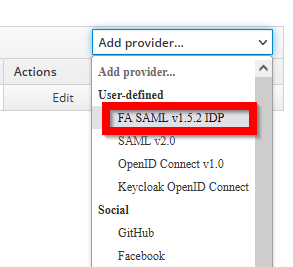 Add provider...
Actions
Add provider...
User-defined
Edit
FA SAML v1.5.2 IDP
SAML v2.0
OpenID Connect v1.0
Keycloak OpenID Connect
Social
GitHub
Facebook